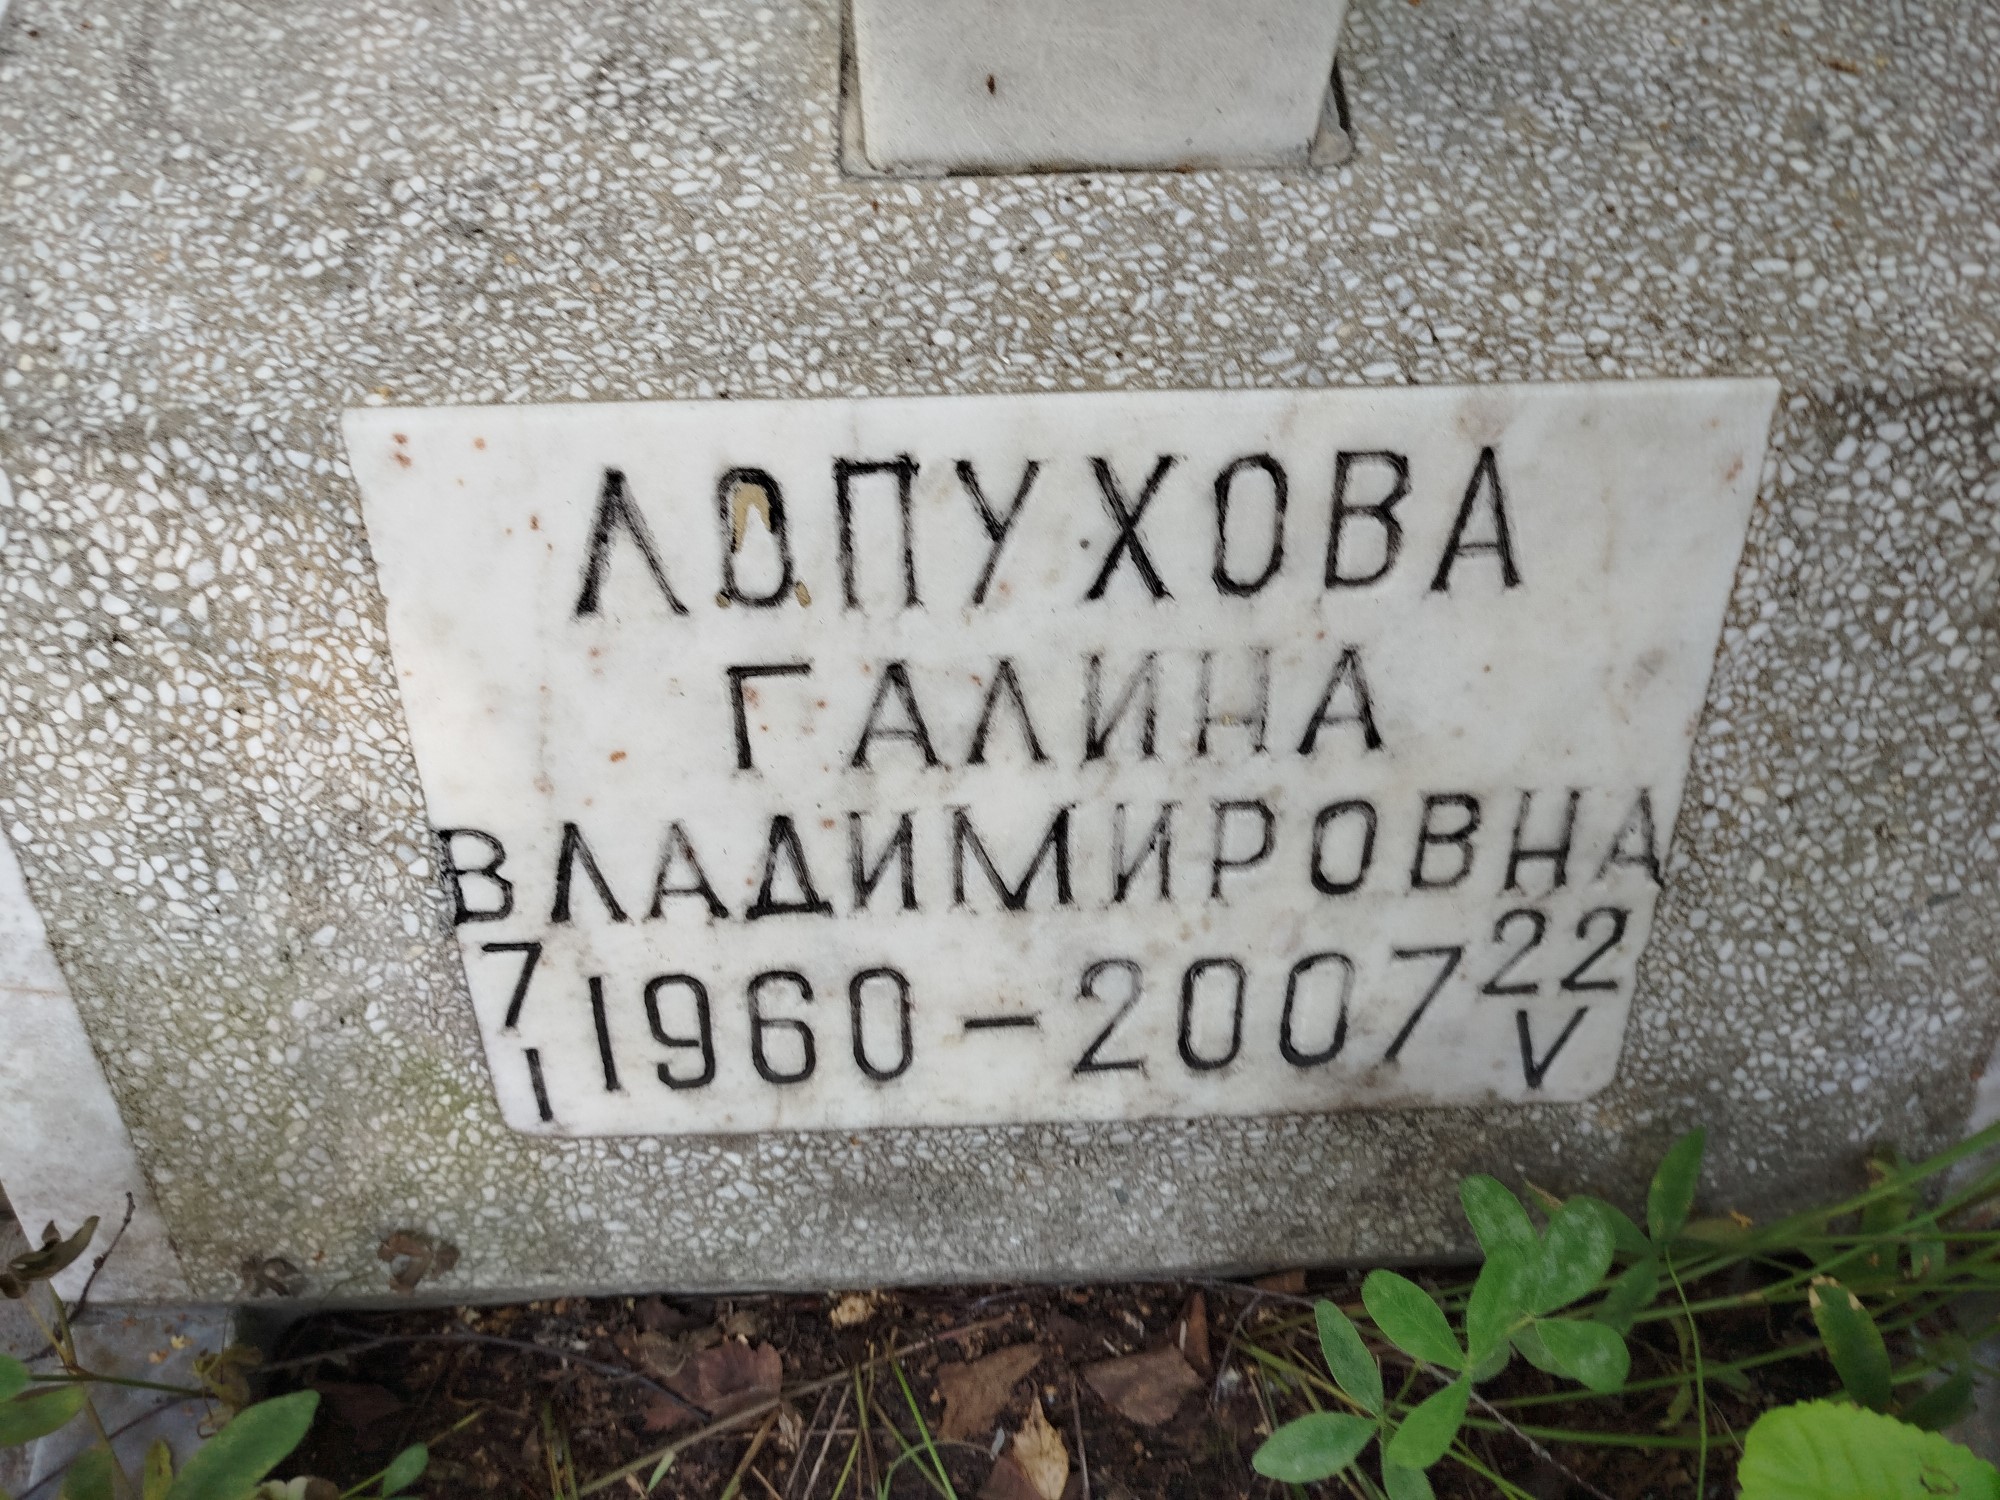 ЛОПУХОВА
ГАЛИНА
ВЛАДИМИРОВНА
7/I 1960 – 2007 22/V